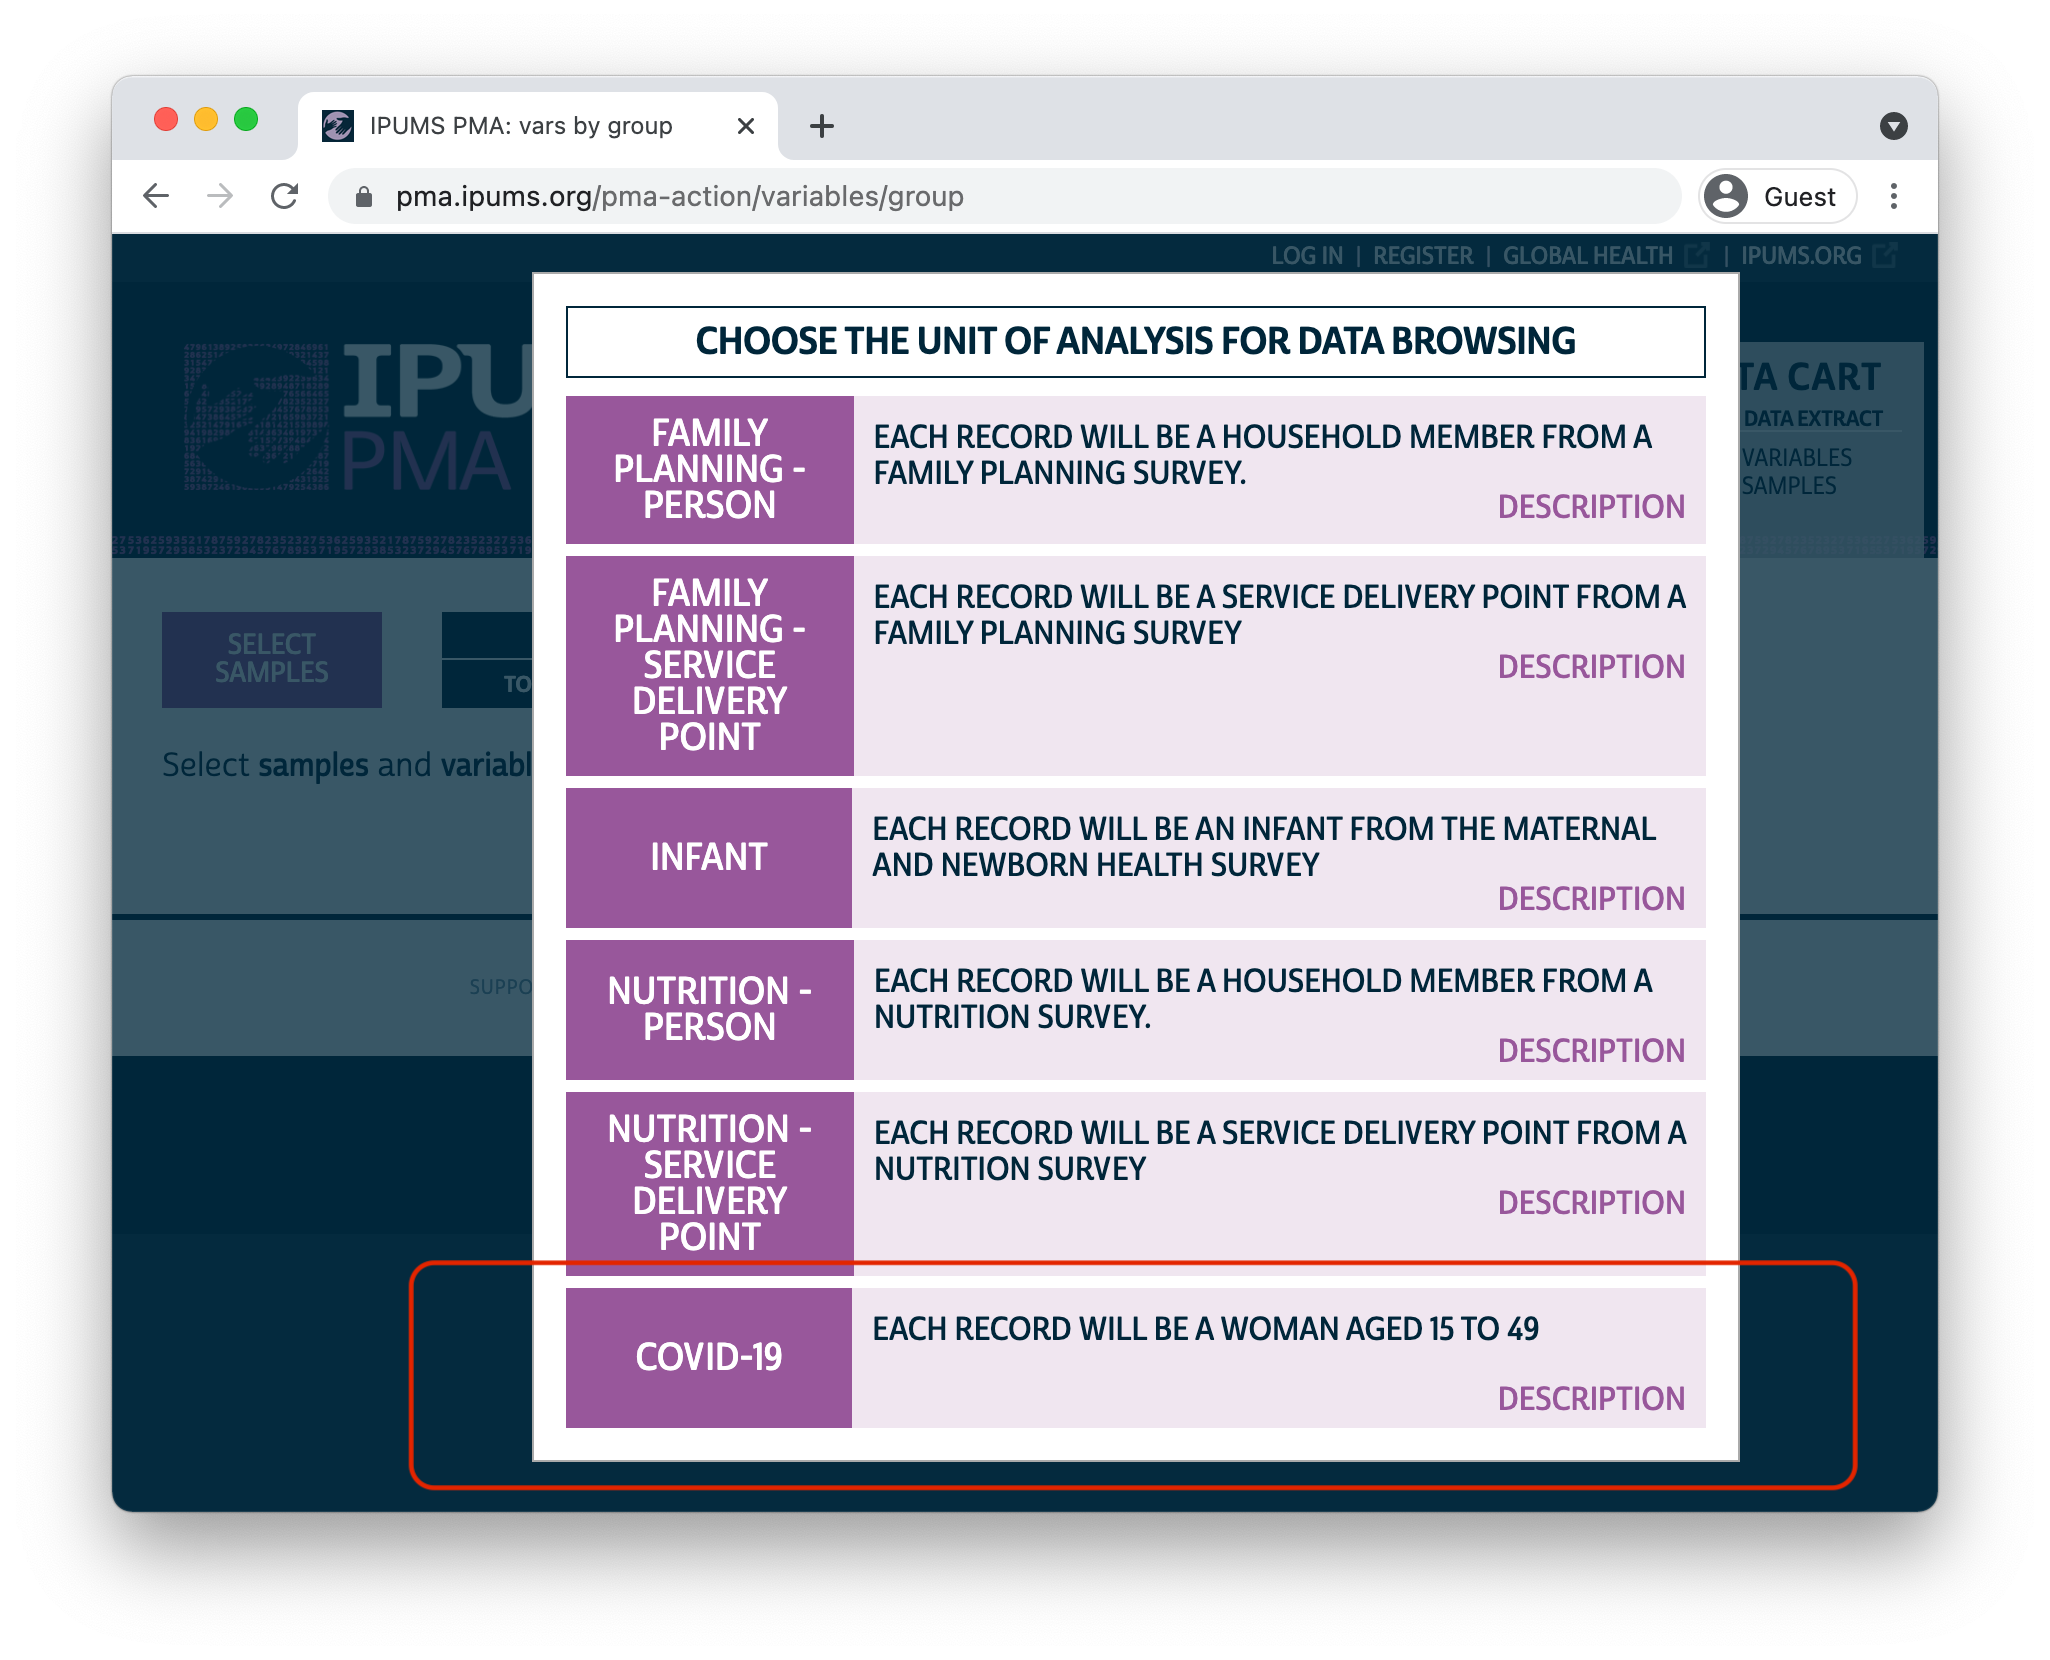 IPUMS PMA: vars by group
pma.ipums.org/pma-action/variables/group
Guest
LOG IN | REGISTER | GLOBAL HEALTH | IPUMS.ORG
IPU
PMA
TA CART
DATA EXTRACT
VARIABLES
SAMPLES
SELECT
SAMPLES
TO
Select samples and variabl
SUPPO
CHOOSE THE UNIT OF ANALYSIS FOR DATA BROWSING
FAMILY
PLANNING -
PERSON
EACH RECORD WILL BE A HOUSEHOLD MEMBER FROM A
FAMILY PLANNING SURVEY.
DESCRIPTION
FAMILY
PLANNING -
SERVICE
DELIVERY
POINT
EACH RECORD WILL BE A SERVICE DELIVERY POINT FROM A
FAMILY PLANNING SURVEY
DESCRIPTION
INFANT
EACH RECORD WILL BE AN INFANT FROM THE MATERNAL
AND NEWBORN HEALTH SURVEY
DESCRIPTION
NUTRITION -
PERSON
EACH RECORD WILL BE A HOUSEHOLD MEMBER FROM A
NUTRITION SURVEY.
DESCRIPTION
NUTRITION -
SERVICE
DELIVERY
POINT
EACH RECORD WILL BE A SERVICE DELIVERY POINT FROM A
NUTRITION SURVEY
DESCRIPTION
COVID-19
EACH RECORD WILL BE A WOMAN AGED 15 TO 49
DESCRIPTION